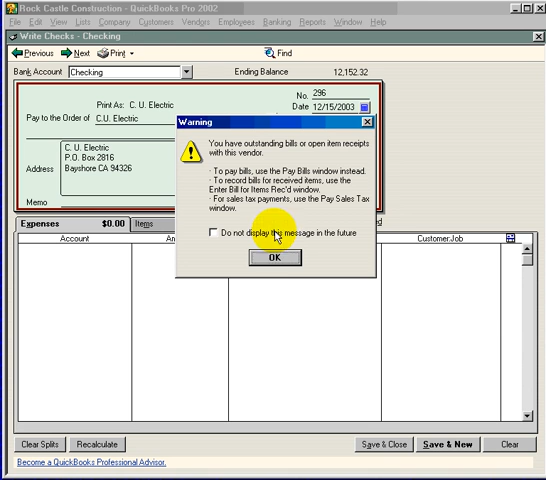 Rock Castle Construction - QuickBooks Pro 2002
File Edit View Lists Company Customers Vendors Employees Banking Reports Window Help
Write Checks - Checking
Previous Next Print Find
Bank Account Checking Ending Balance 12,152.32
No. 296
Print As: C. U. Electric Date 12/15/2003
Pay to the Order of C.U. Electric
C. U. Electric
P.O. Box 2816
Address Bayshore CA 94326
Memo
Warning
You have outstanding bills or open item receipts
with this vendor.
· To pay bills, use the Pay Bills window instead.
· To record bills for received items, use the
Enter Bill for Items Rec'd window.
· For sales tax payments, use the Pay Sales Tax
window.
Do not display this message in the future
OK
Expenses $0.00 Items
Account Customer:Job
Clear Splits Recalculate Save & Close Save & New Clear
Become a QuickBooks Professional Advisor.